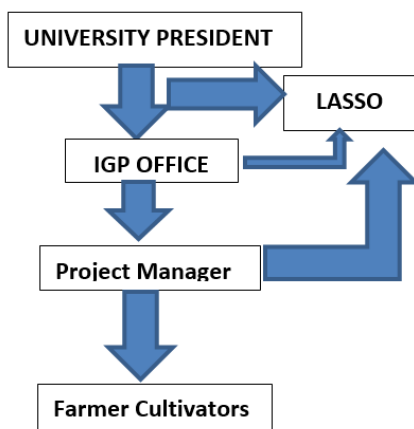 UNIVERSITY PRESIDENT
LASSO
IGP OFFICE
Project Manager
Farmer Cultivators